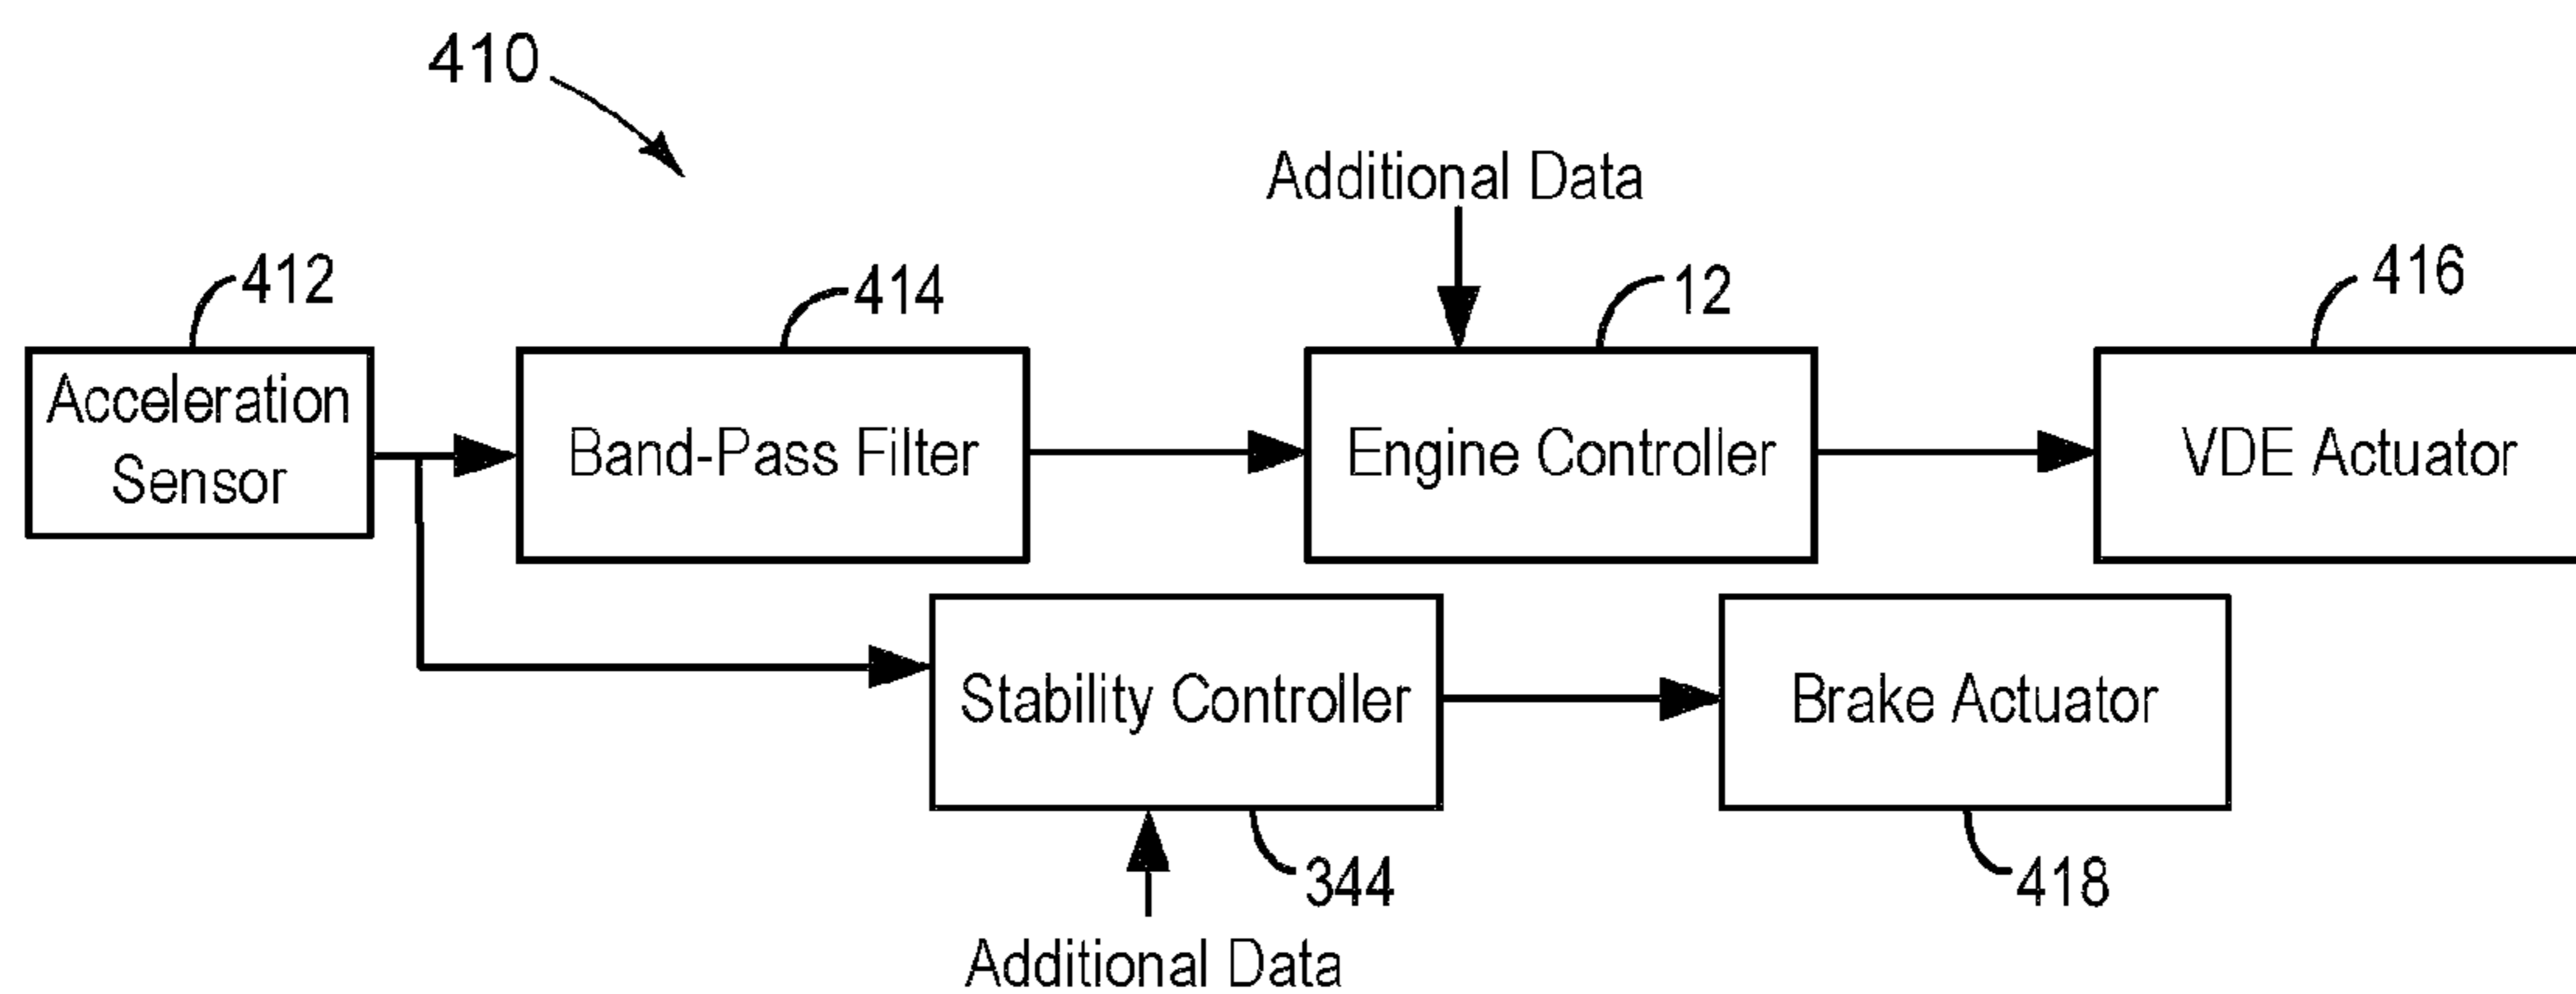 410
Additional Data
412
414
12
416
Acceleration
Sensor
Band-Pass Filter
Engine Controller
VDE Actuator
Stability Controller
Brake Actuator
344
418
Additional Data